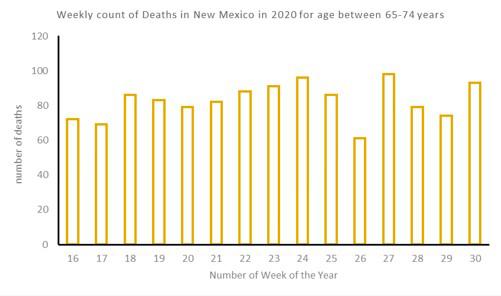 Weekly count of Deaths in New Mexico in 2020 for age between 65-74 years
120
100
80
60
40
20
0
number of deaths
16 17 18 19 20 21 22 23 24 25 26 27 28 29 30
Number of Week of the Year